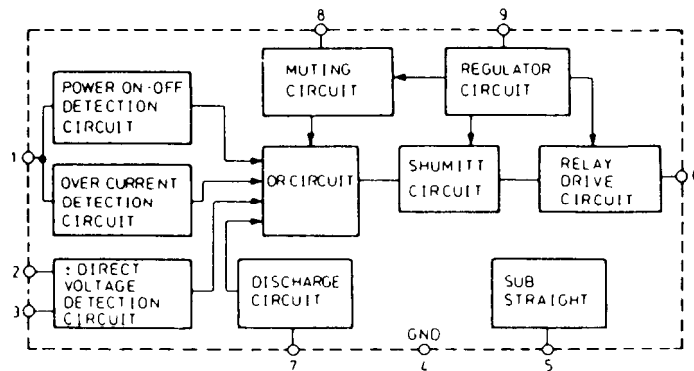 8
9
POWER ON-OFF
DETECTION
CIRCUIT
MUTING
CIRCUIT
REGULATOR
CIRCUIT
1
OVER CURRENT
DETECTION
CIRCUIT
OR CIRCUIT
SHUMITT
CIRCUIT
RELAY
DRIVE
CIRCUIT
6
2
3
: DIRECT
VOLTAGE
DETECTION
CIRCUIT
DISCHARGE
CIRCUIT
SUB
STRAIGHT
GND
7
4
5